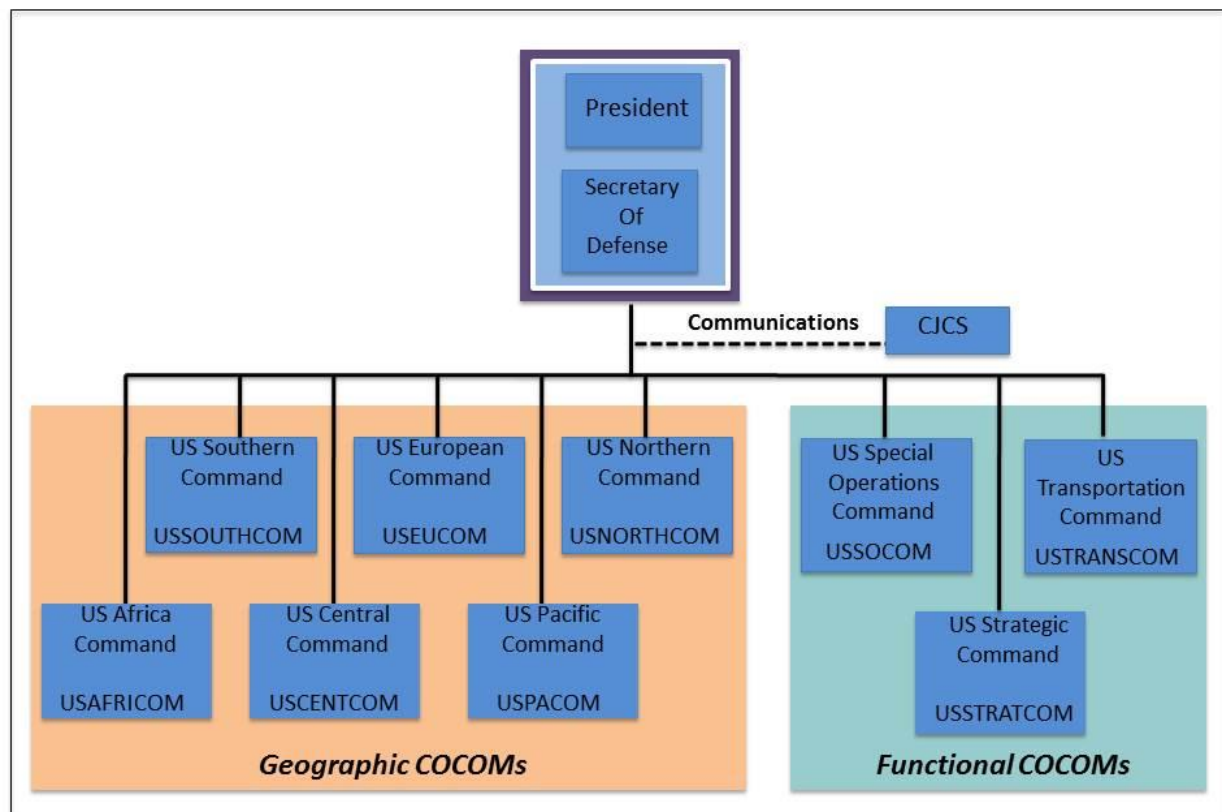 President
Secretary
Of
Defense
Communications
CJCS
US Southern
Command
USSOUTHCOM
US European
Command
USEUCOM
US Northern
Command
USNORTHCOM
US Special
Operations
Command
USSOCOM
US
Transportation
Command
USTRANSCOM
US Africa
Command
USAFRICOM
US Central
Command
USCENTCOM
US Pacific
Command
USPACOM
US Strategic
Command
USSTRATCOM
Geographic COCOMs
Functional COCOMs